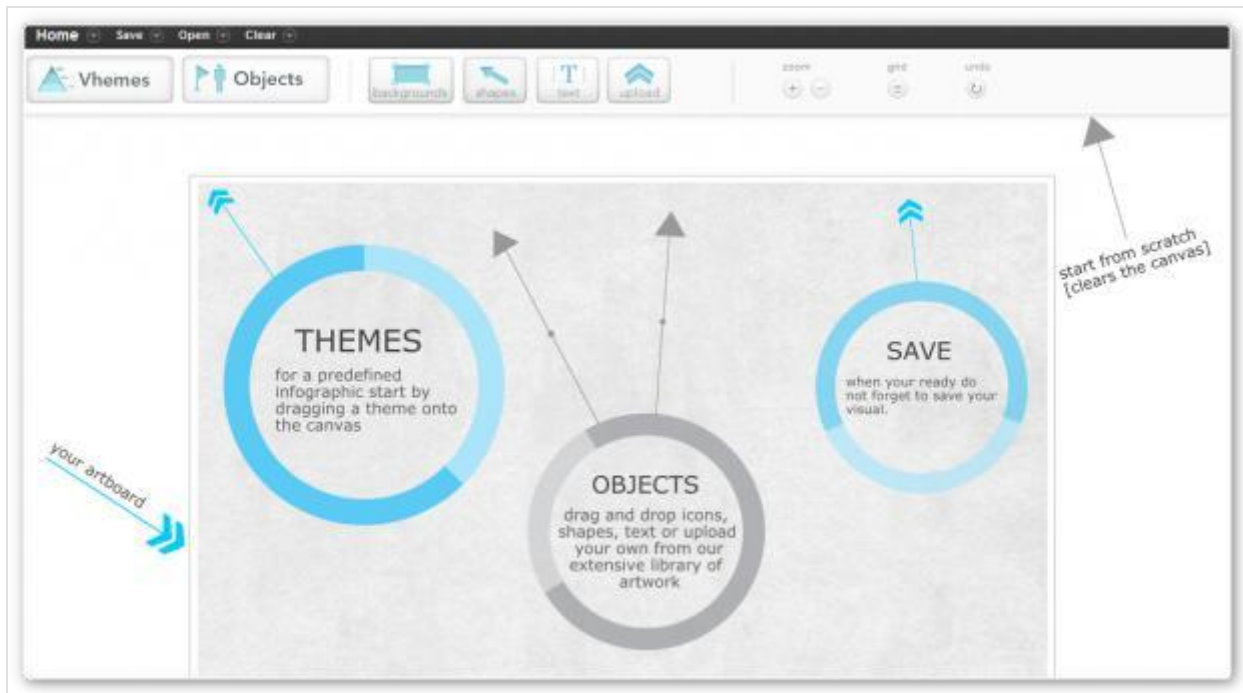 Home Save Open Clear
Vhemes Objects backgrounds shapes text upload zoom grid undo
T
start from scratch
[clears the canvas]
THEMES
for a predefined
infographic start by
dragging a theme onto
the canvas
SAVE
when your ready do
not forget to save your
visual.
your artboard
OBJECTS
drag and drop icons,
shapes, text or upload
your own from our
extensive library of
artwork